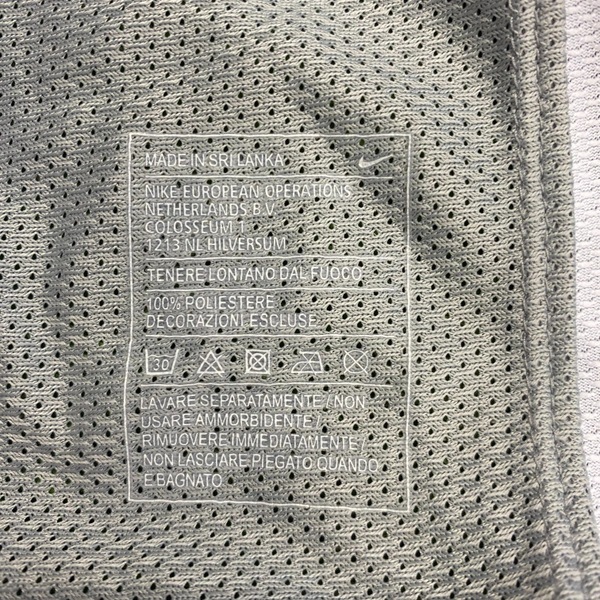 MADE IN SRI LANKA
NIKE EUROPEAN OPERATIONS
NETHERLANDS B.V.
COLOSSEUM 1
1213 NL HILVERSUM
TENERE LONTANO DAL FUOCO
100% POLIESTERE
DECORAZIONI ESCLUSE
30
LAVARE SEPARATAMENTE / NON
USARE AMMORBIDENTE /
RIMUOVERE IMMEDIATAMENTE /
NON LASCIARE PIEGATO QUANDO
E BAGNATO